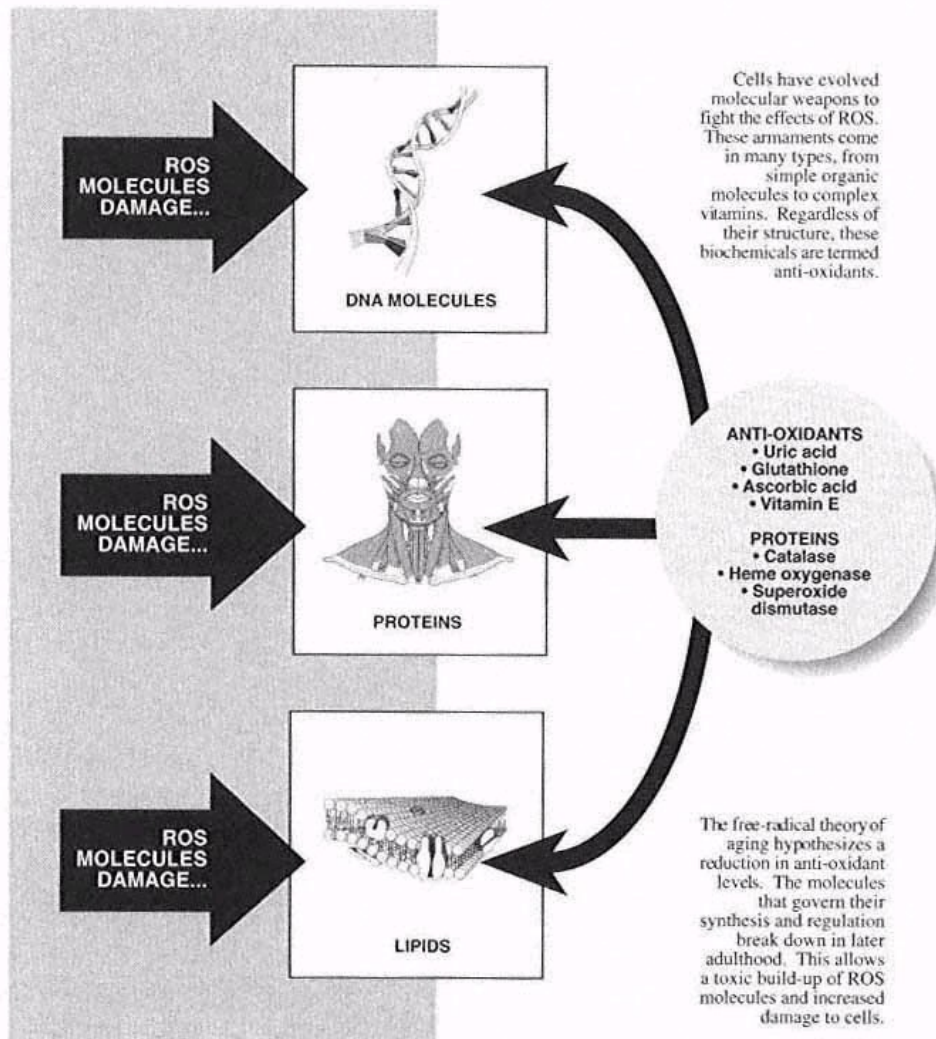 ROS
MOLECULES
DAMAGE...
DNA MOLECULES
Cells have evolved
molecular weapons to
fight the effects of ROS.
These armaments come
in many types, from
simple organic
molecules to complex
vitamins. Regardless of
their structure, these
biochemicals are termed
anti-oxidants.
ROS
MOLECULES
DAMAGE...
PROTEINS
ANTI-OXIDANTS
• Uric acid
• Glutathione
• Ascorbic acid
• Vitamin E
PROTEINS
• Catalase
• Heme oxygenase
• Superoxide
dismutase
ROS
MOLECULES
DAMAGE...
LIPIDS
The free-radical theory of
aging hypothesizes a
reduction in anti-oxidant
levels. The molecules
that govern their
synthesis and regulation
break down in later
adulthood. This allows
a toxic build-up of ROS
molecules and increased
damage to cells.